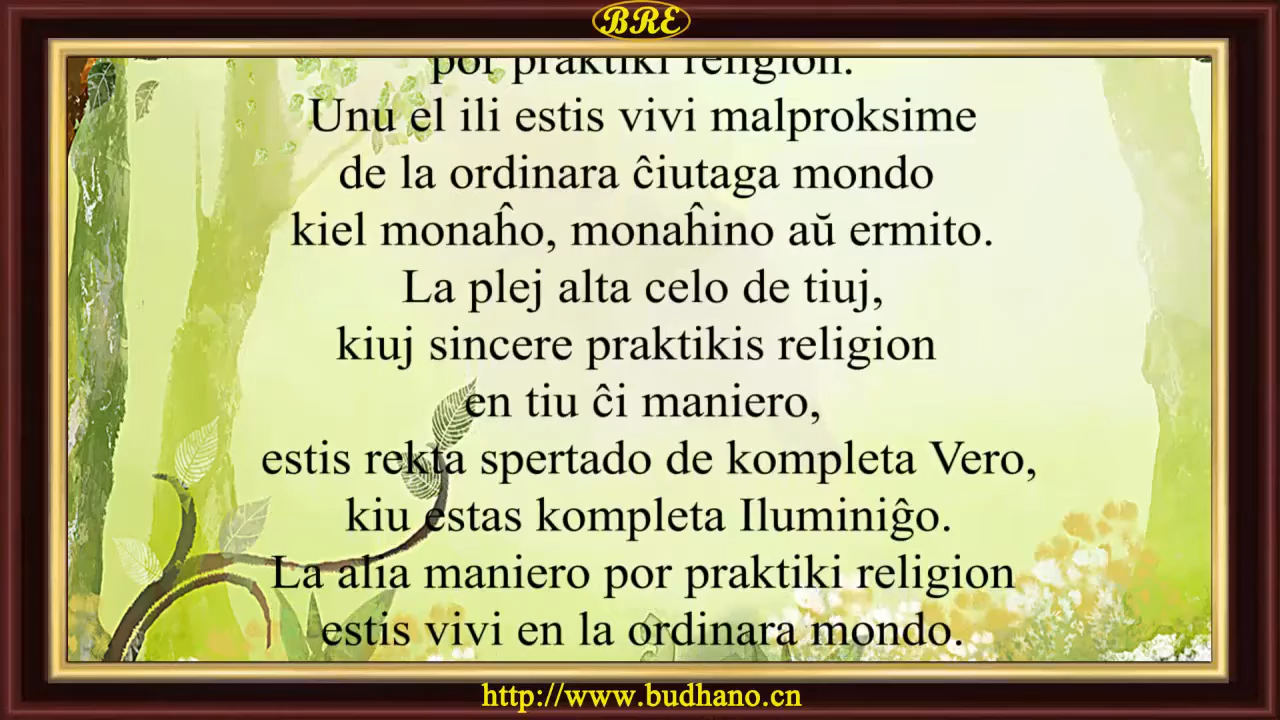 BRE
por praktiki religion.
Unu el ili estis vivi malproksime
de la ordinara ĉiutaga mondo
kiel monaĥo, monaĥino aŭ ermito.
La plej alta celo de tiuj,
kiuj sincere praktikis religion
en tiu ĉi maniero,
estis rekta spertado de kompleta Vero,
kiu estas kompleta Iluminiĝo.
La alia maniero por praktiki religion
estis vivi en la ordinara mondo.
http://www.budhano.cn